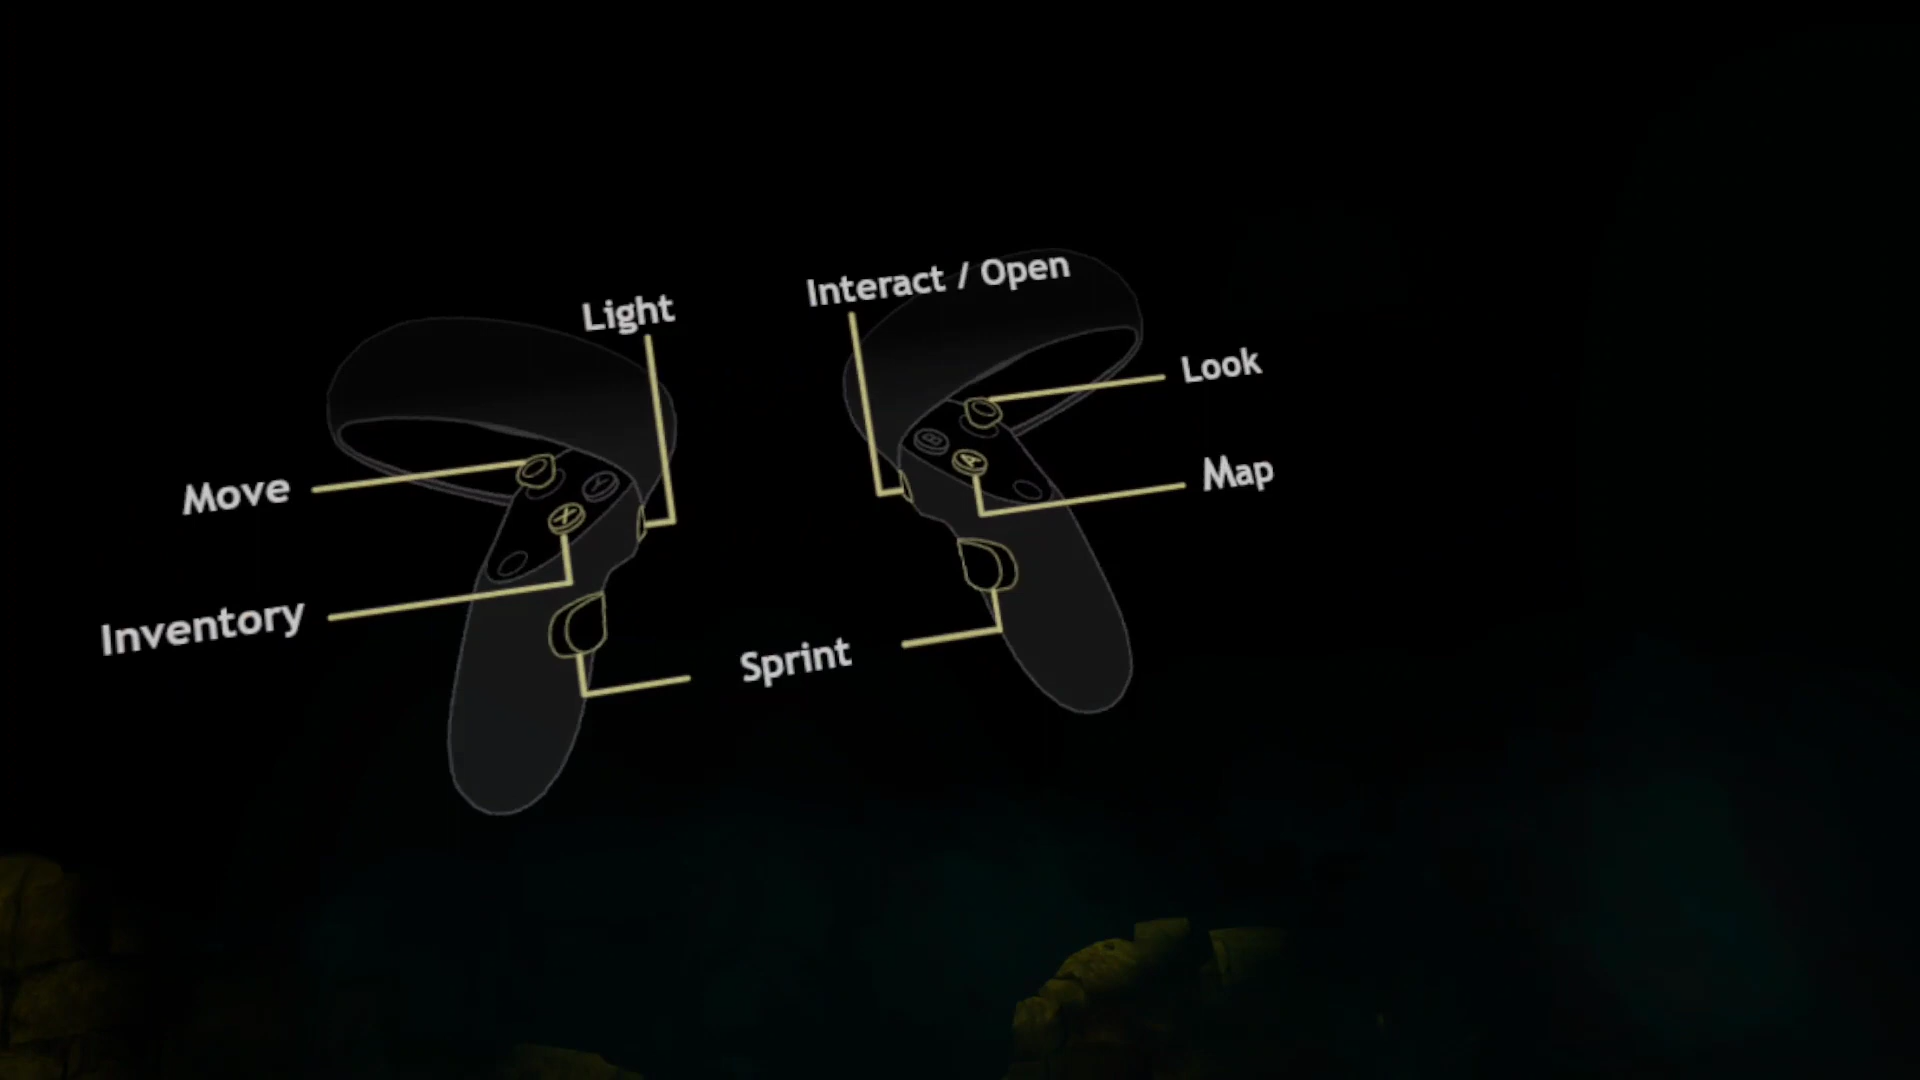 Interact / Open
Light
Look
B
A
Map
Move
Y
X
Inventory
Sprint